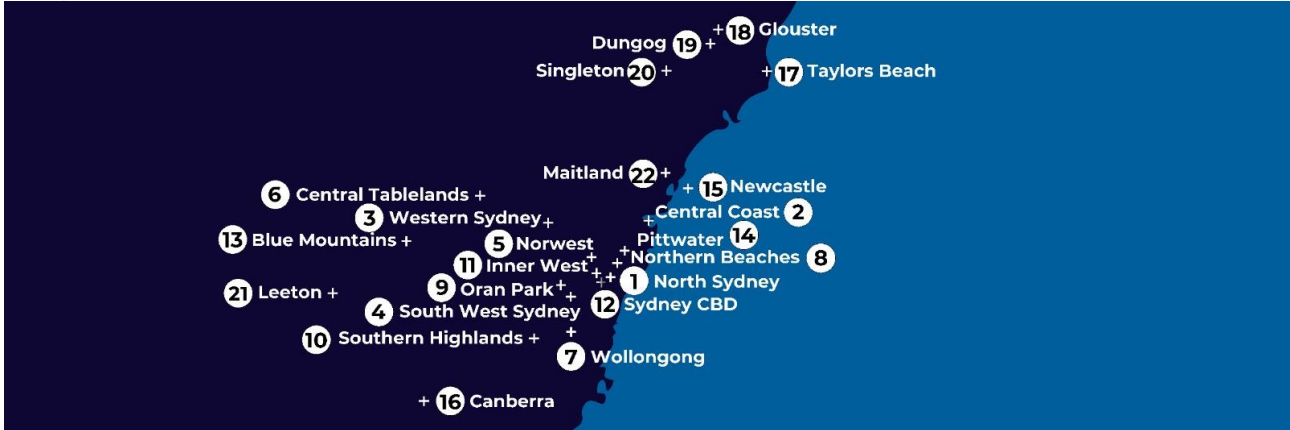 18 Glouster
Dungog 19
Singleton 20
17 Taylors Beach
Maitland 22
15 Newcastle
6 Central Tablelands
Central Coast 2
3 Western Sydney
Pittwater 14
13 Blue Mountains
5 Norwest
Northern Beaches 8
11 Inner West
1 North Sydney
9 Oran Park
21 Leeton
12 Sydney CBD
4 South West Sydney
10 Southern Highlands
7 Wollongong
16 Canberra